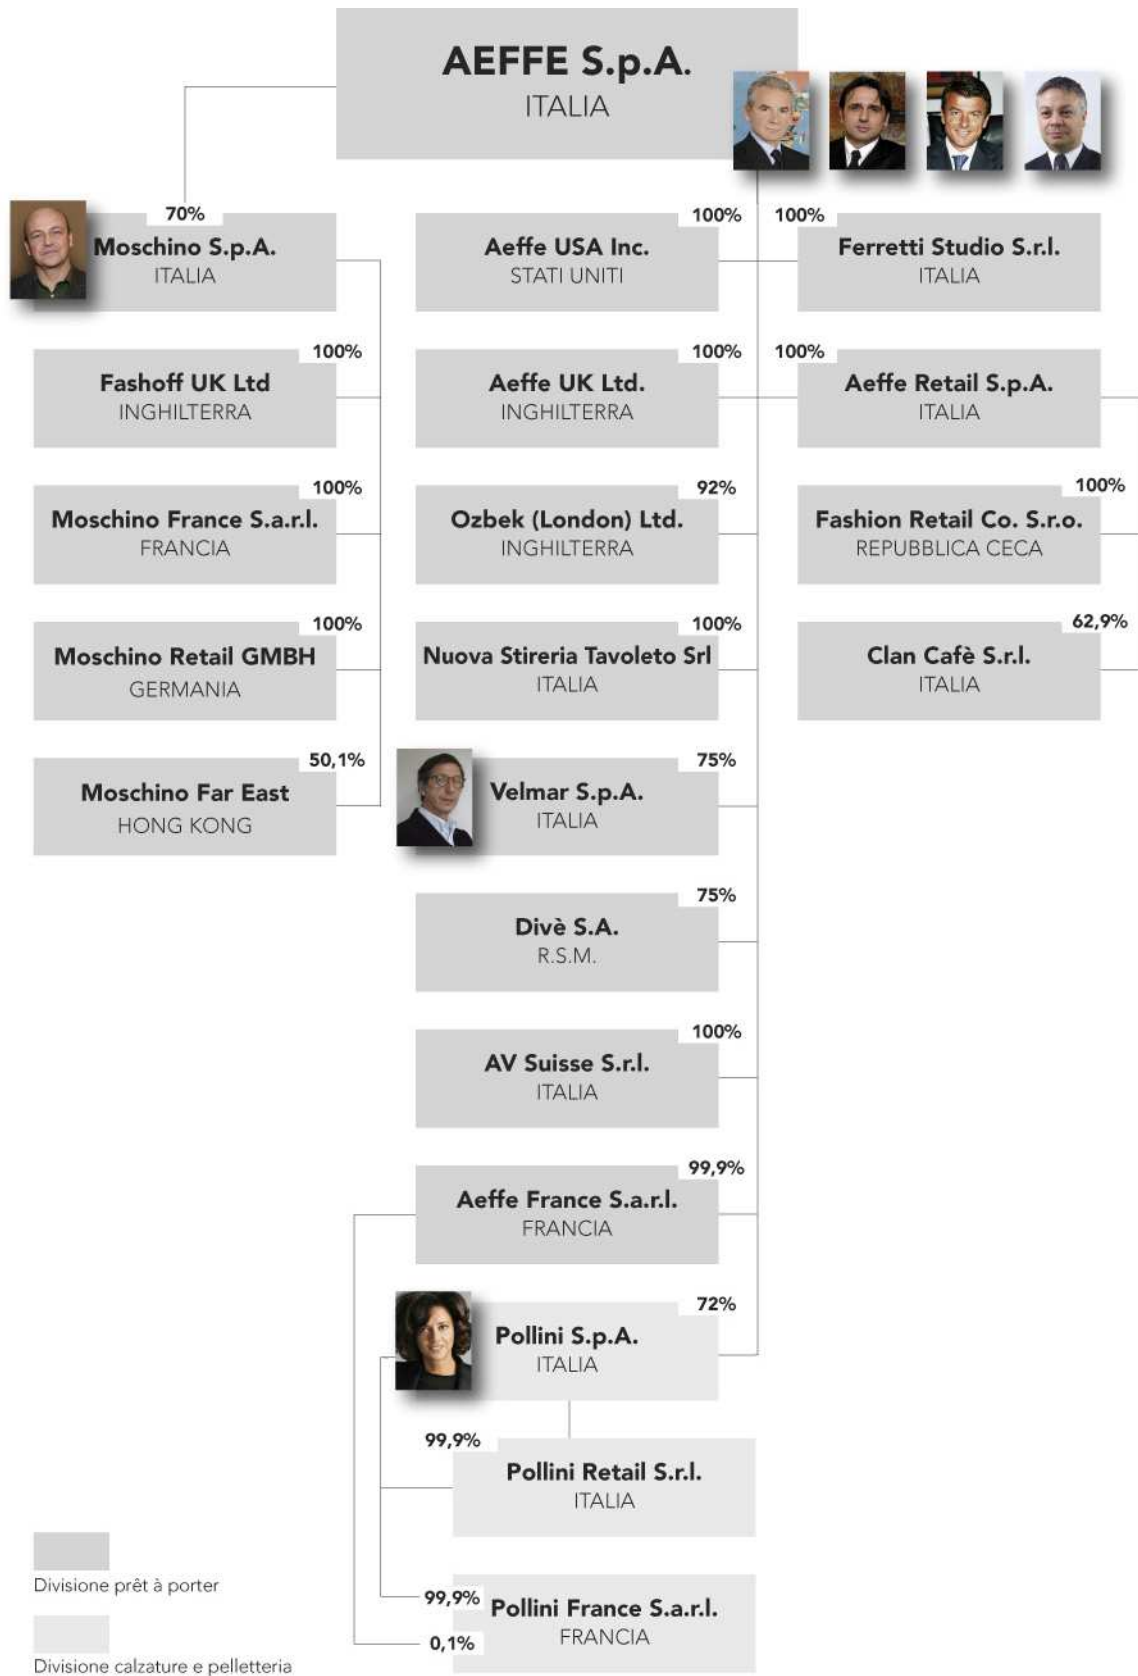 AEFFE S.p.A.
ITALIA
70%
Moschino S.p.A.
ITALIA
100%
Fashoff UK Ltd
INGHILTERRA
100%
Moschino France S.a.r.l.
FRANCIA
100%
Moschino Retail GMBH
GERMANIA
50,1%
Moschino Far East
HONG KONG
100%
Aeffe USA Inc.
STATI UNITI
100%
Aeffe UK Ltd.
INGHILTERRA
92%
Ozbek (London) Ltd.
INGHILTERRA
100%
Nuova Stireria Tavoleto Srl
ITALIA
75%
Velmar S.p.A.
ITALIA
75%
Divè S.A.
R.S.M.
100%
AV Suisse S.r.l.
ITALIA
99,9%
Aeffe France S.a.r.l.
FRANCIA
72%
Pollini S.p.A.
ITALIA
99,9%
Pollini Retail S.r.l.
ITALIA
99,9%
0,1%
Pollini France S.a.r.l.
FRANCIA
100%
Ferretti Studio S.r.l.
ITALIA
100%
Aeffe Retail S.p.A.
ITALIA
100%
Fashion Retail Co. S.r.o.
REPUBBLICA CECA
62,9%
Clan Cafè S.r.l.
ITALIA
Divisione prêt à porter
Divisione calzature e pelletteria